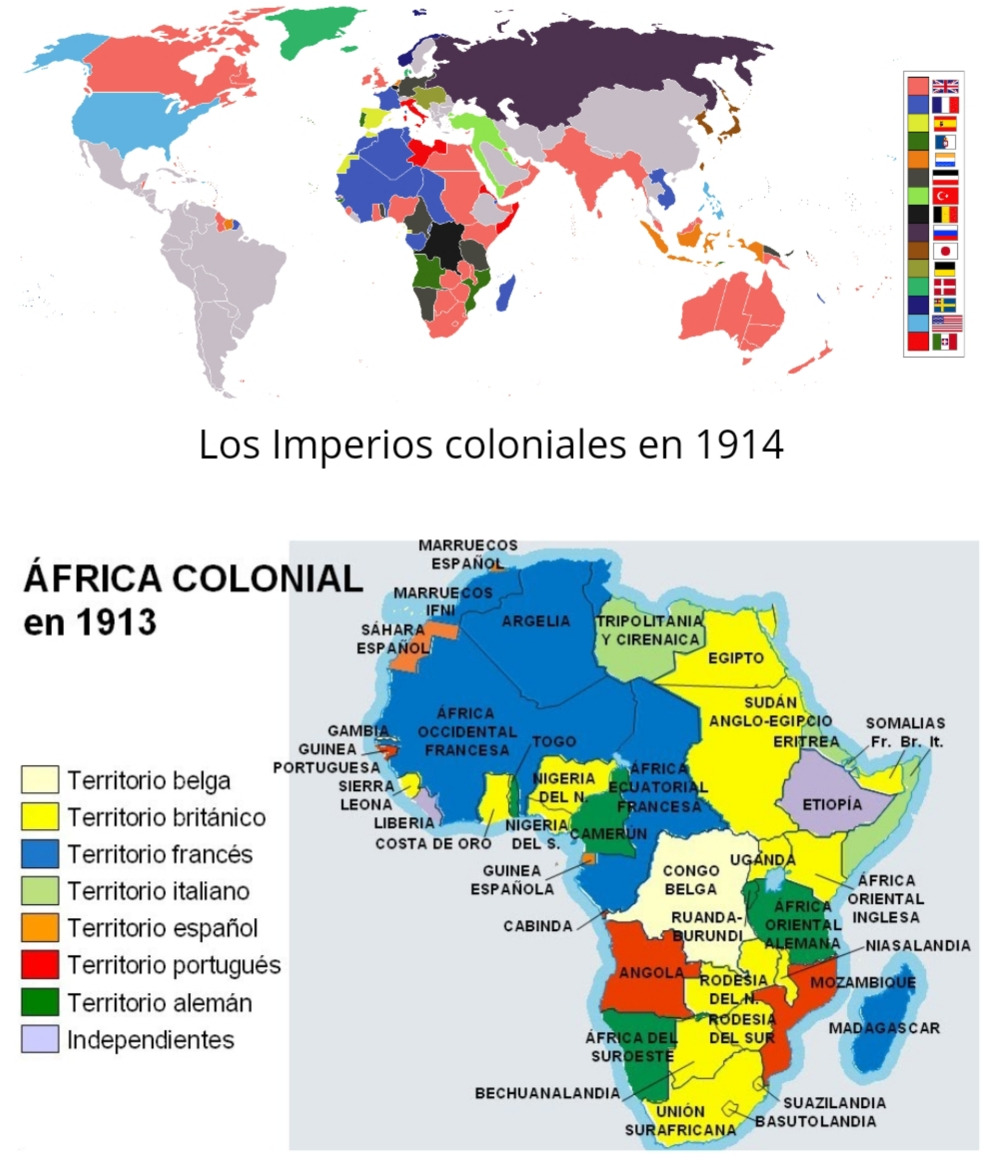 Los Imperios coloniales en 1914
ÁFRICA COLONIAL
en 1913
MARRUECOS
ESPAÑOL
MARRUECOS
IFNI
SÁHARA
ESPAÑOL
ARGELIA
TRIPOLITANIA
Y CIRENAICA
EGIPTO
SUDÁN
ANGLO-EGIPCIO
ERITREA
SOMALIAS
Fr. Br. It.
ÁFRICA
OCCIDENTAL
FRANCESA
GAMBIA
GUINEA
PORTUGUESA
SIERRA
LEONA
LIBERIA
COSTA DE ORO
TOGO
NIGERIA
DEL N.
NIGERIA
DEL S.
ÁFRICA
ECUATORIAL
FRANCESA
CAMERÚN
ETIOPÍA
GUINEA
ESPAÑOLA
CABINDA
CONGO
BELGA
UGANDA
RUANDA-
BURUNDI
ÁFRICA
ORIENTAL
INGLESA
ÁFRICA
ORIENTAL
ALEMANA
NIASALANDIA
ANGOLA
RODESIA
DEL N.
RODESIA
DEL SUR
MOZAMBIQUE
MADAGASCAR
ÁFRICA DEL
SUROESTE
BECHUANALANDIA
UNIÓN
SURAFRICANA
SUAZILANDIA
BASUTOLANDIA
Territorio belga
Territorio británico
Territorio francés
Territorio italiano
Territorio español
Territorio portugués
Territorio alemán
Independientes